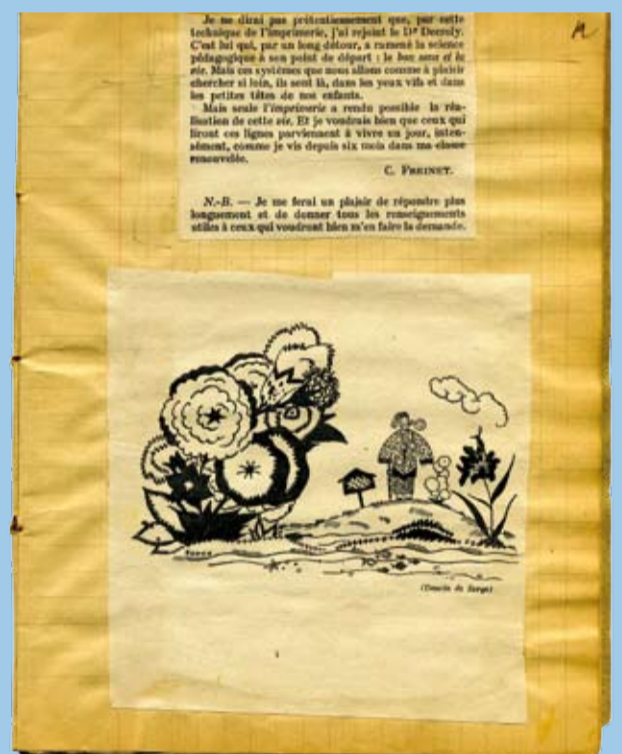 Je ne dirai pas prétentieusement que, par cette
technique de l'imprimerie, j'ai rejoint le Dr Decroly.
C'est lui qui, par un long détour, a ramené la science
pédagogique à son point de départ : le bon sens et la
vie. Mais ces systèmes que nous allons comme à plaisir
chercher si loin, ils sont là, dans les yeux vifs et dans
les petites têtes de nos enfants.
Mais seule l'imprimerie a rendu possible la réa-
lisation de cette vie. Et je voudrais bien que ceux qui
liront ces lignes parviennent à vivre un jour, inten-
sément, comme je vis depuis six mois dans ma classe
renouvelée.
C. FREINET.
N.-B. — Je me ferai un plaisir de répondre plus
longuement et de donner tous les renseignements
utiles à ceux qui voudront bien m'en faire la demande.
(Dessin de Serge)